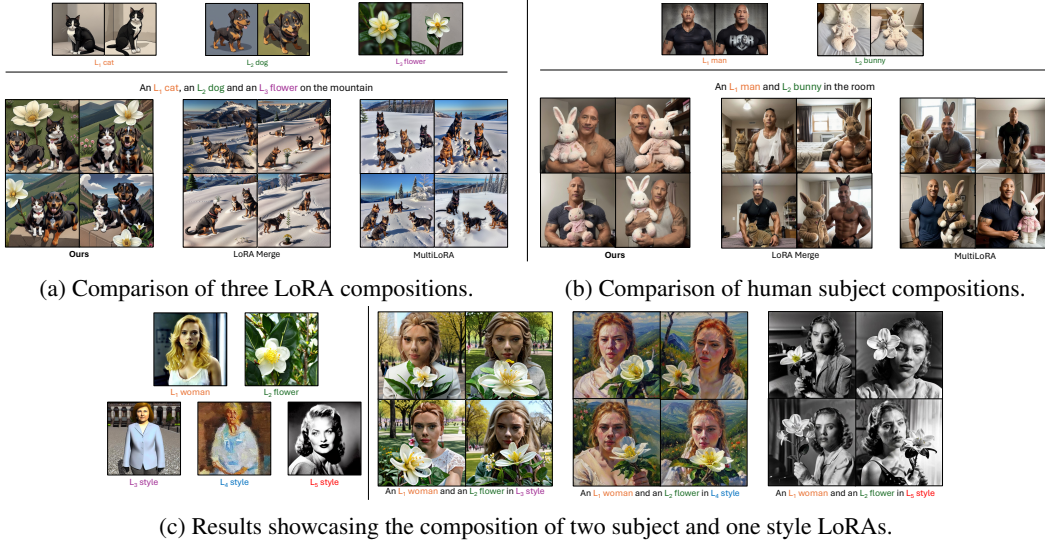 L₁ cat
L₂ dog
L₃ flower
An L₁ cat, an L₂ dog and an L₃ flower on the mountain
Ours
LoRA Merge
MultiLoRA
(a) Comparison of three LoRA compositions.
L₁ man
L₂ bunny
An L₁ man and L₂ bunny in the room
Ours
LoRA Merge
MultiLoRA
(b) Comparison of human subject compositions.
L₁ woman
L₂ flower
L₃ style
L₄ style
L₅ style
An L₁ woman and an L₂ flower in L₃ style
An L₁ woman and an L₂ flower in L₄ style
An L₁ woman and an L₂ flower in L₅ style
(c) Results showcasing the composition of two subject and one style LoRAs.